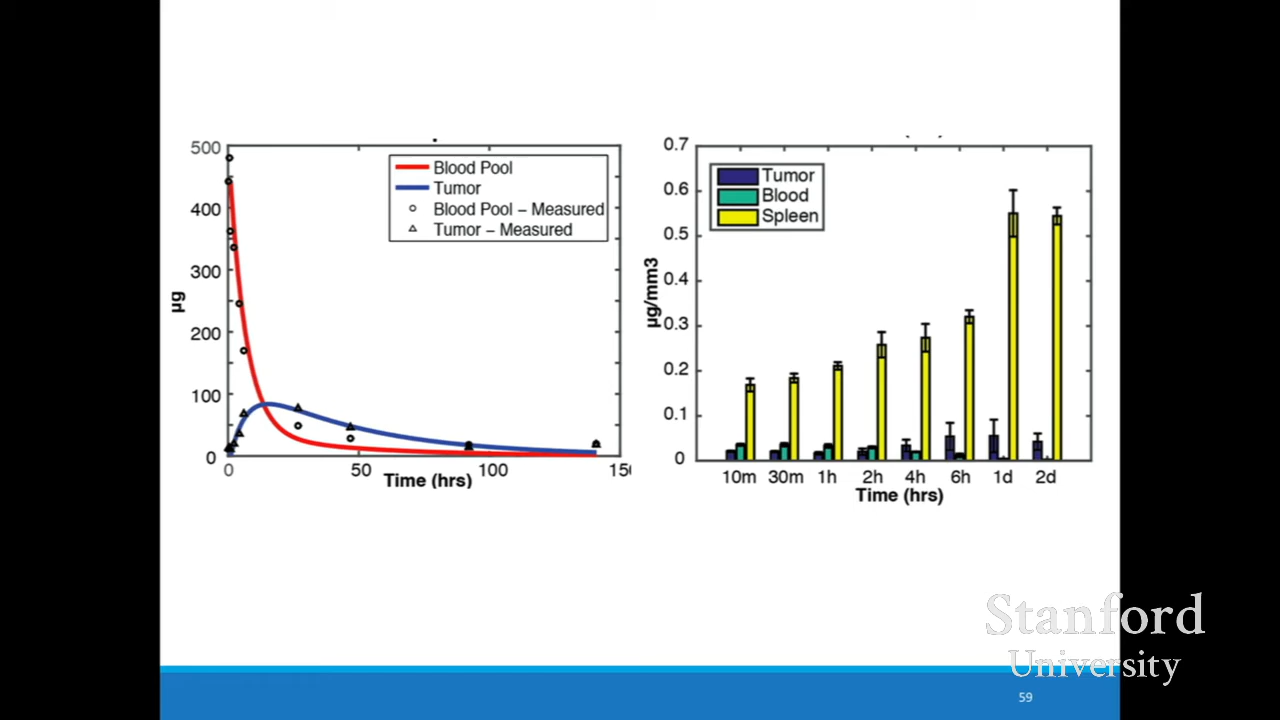 500
400
300
200
100
0
µg
Blood Pool
Tumor
Blood Pool – Measured
Tumor – Measured
0
50
100
Time (hrs)
0.7
0.6
0.5
0.4
0.3
0.2
0.1
0
µg/mm3
Tumor
Blood
Spleen
10m 30m 1h 2h 4h 6h 1d 2d
Time (hrs)
Stanford
University
59